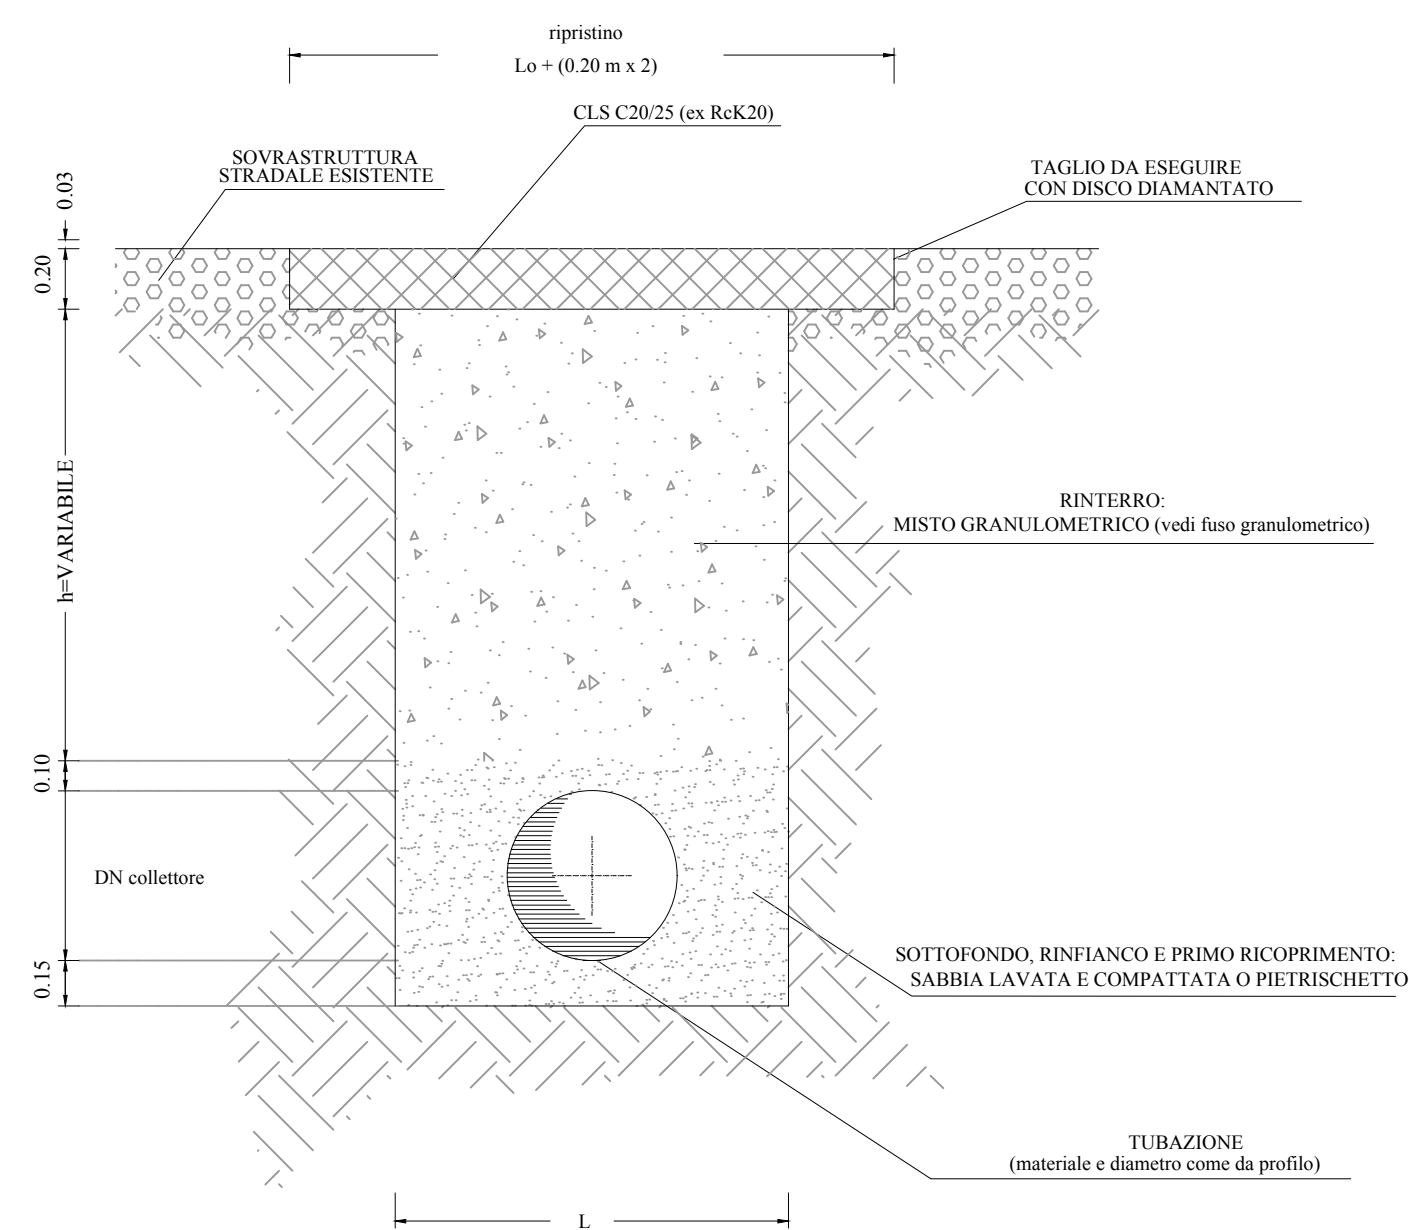 ripristino
Lo + (0.20 m x 2)
CLS C20/25 (ex RcK20)
SOVRASTRUTTURA
STRADALE ESISTENTE
TAGLIO DA ESEGUIRE
CON DISCO DIAMANTATO
0.03
0.20
h=VARIABILE
RINTERRO:
MISTO GRANULOMETRICO (vedi fuso granulometrico)
0.10
DN collettore
0.15
SOTTOFONDO, RINFIANCO E PRIMO RICOPRIMENTO:
SABBIA LAVATA E COMPATTATA O PIETRISCHETTO
TUBAZIONE
(materiale e diametro come da profilo)
L